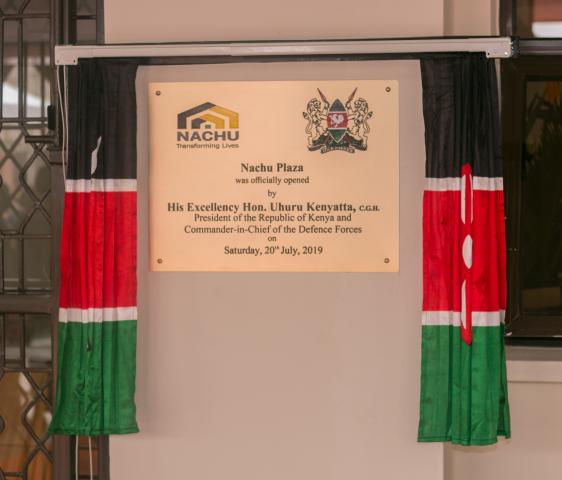 NACHU
Transforming Lives
Nachu Plaza
was officially opened
by
His Excellency Hon. Uhuru Kenyatta, C.G.H.
President of the Republic of Kenya and
Commander-in-Chief of the Defence Forces
on
Saturday, 20th July, 2019